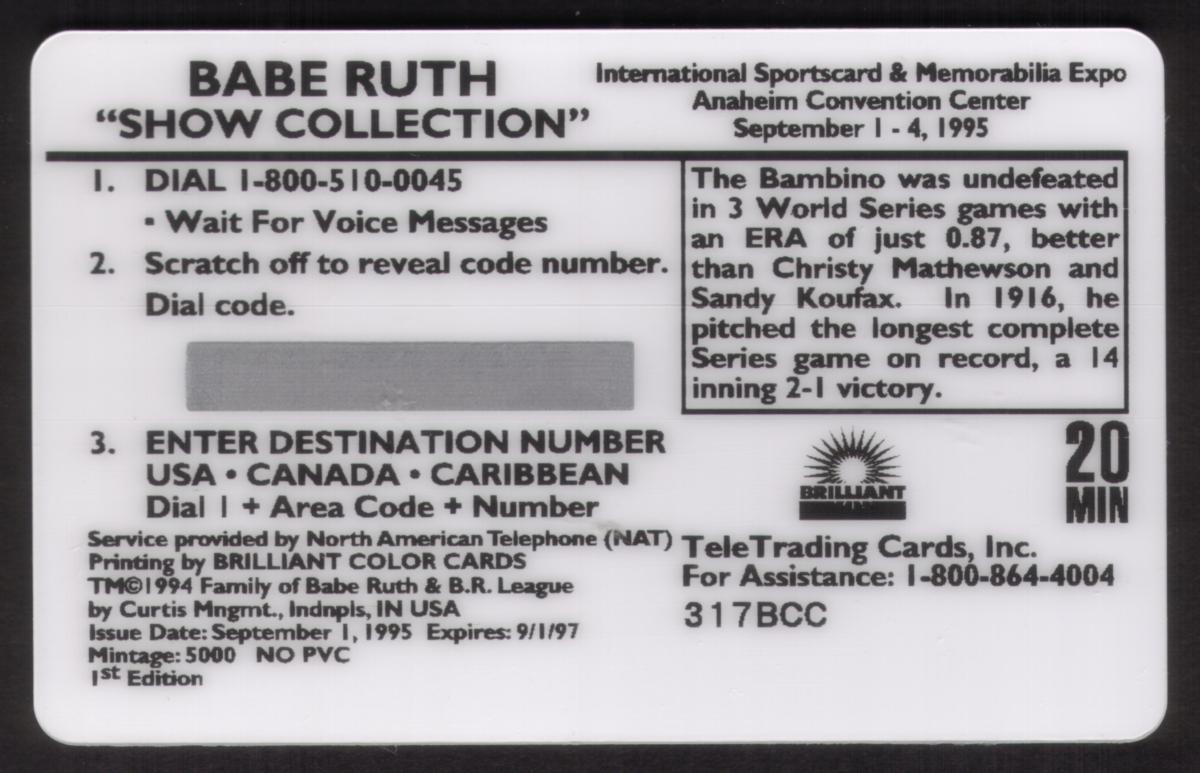 BABE RUTH
“SHOW COLLECTION”
International Sportscard & Memorabilia Expo
Anaheim Convention Center
September 1 - 4, 1995
1. DIAL 1-800-510-0045
• Wait For Voice Messages
2. Scratch off to reveal code number.
Dial code.
The Bambino was undefeated
in 3 World Series games with
an ERA of just 0.87, better
than Christy Mathewson and
Sandy Koufax. In 1916, he
pitched the longest complete
Series game on record, a 14
inning 2-1 victory.
3. ENTER DESTINATION NUMBER
USA • CANADA • CARIBBEAN
Dial 1 + Area Code + Number
BRILLIANT
20
MIN
Service provided by North American Telephone (NAT)
Printing by BRILLIANT COLOR CARDS
TM©1994 Family of Babe Ruth & B.R. League
by Curtis Mngmt., Indnpls, IN USA
Issue Date: September 1, 1995 Expires: 9/1/97
Mintage: 5000 NO PVC
1st Edition
TeleTrading Cards, Inc.
For Assistance: 1-800-864-4004
317BCC